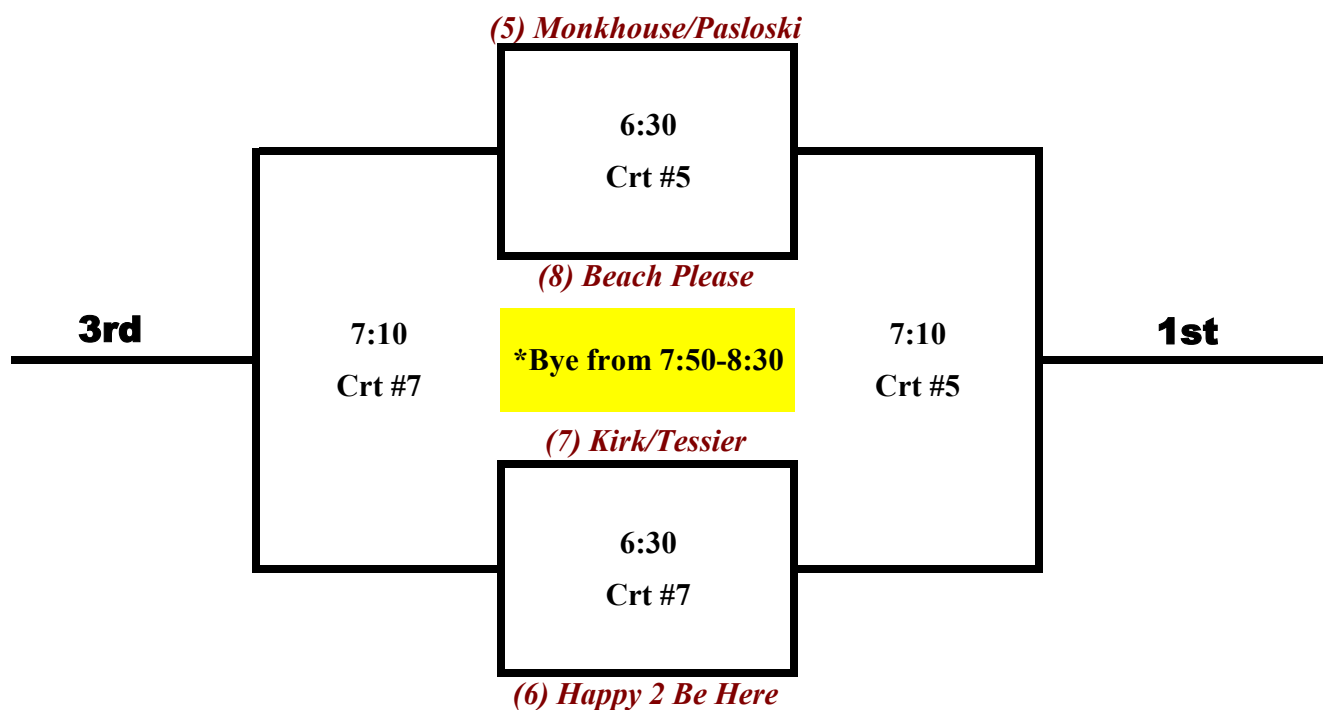 (5) Monkhouse/Pasloski
6:30
Crt #5
(8) Beach Please
3rd
7:10
Crt #7
*Bye from 7:50-8:30
7:10
Crt #5
1st
(7) Kirk/Tessier
6:30
Crt #7
(6) Happy 2 Be Here